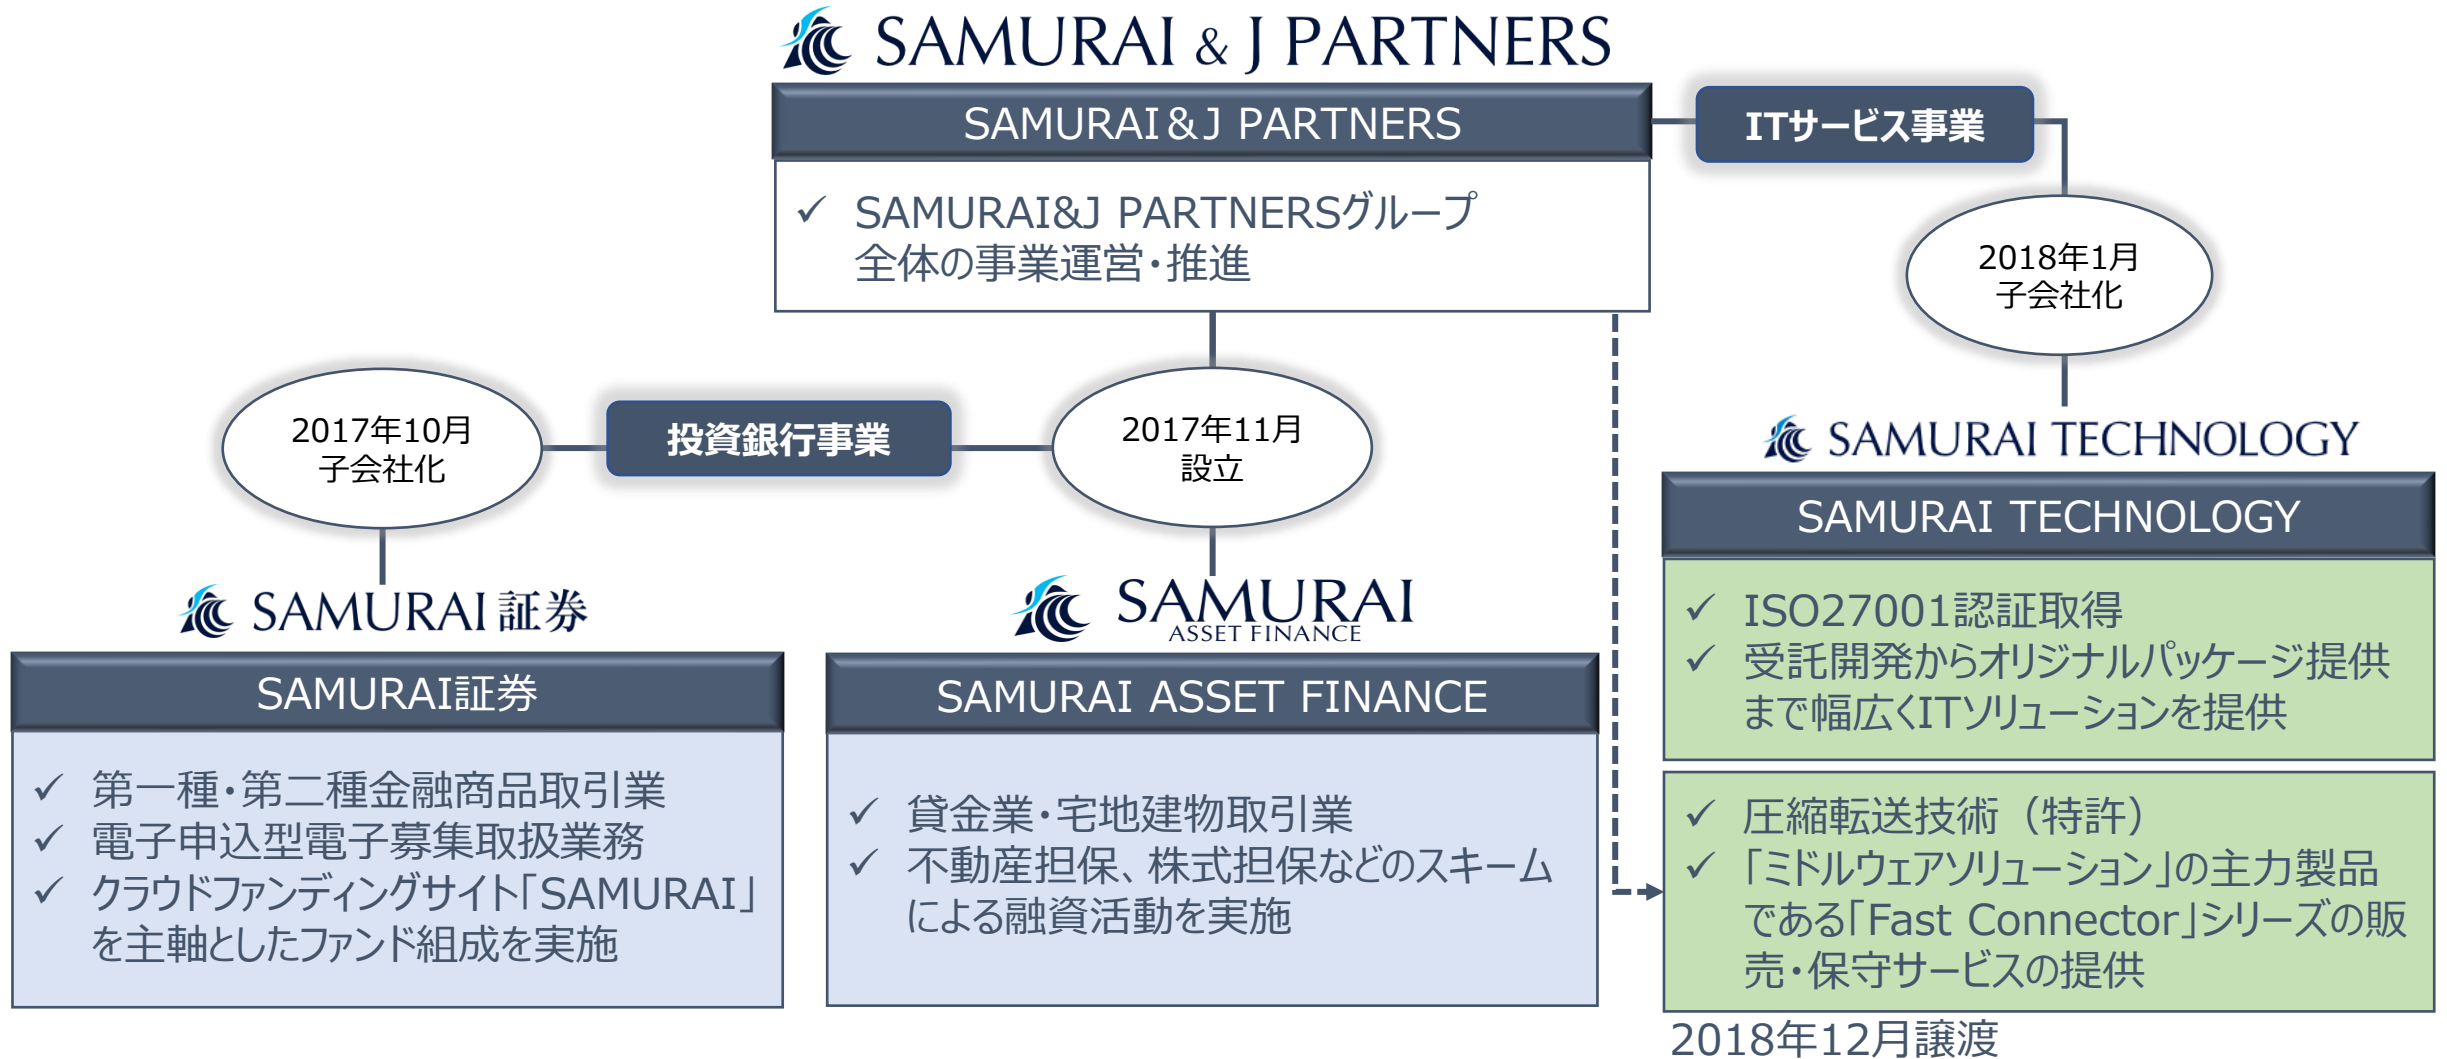 SAMURAI & J PARTNERS
SAMURAI&J PARTNERS
ITサービス事業
✓ SAMURAI&J PARTNERSグループ
全体の事業運営・推進
2018年1月
子会社化
2017年10月
子会社化
投資銀行事業
2017年11月
設立
SAMURAI TECHNOLOGY
SAMURAI TECHNOLOGY
✓ ISO27001認証取得
✓ 受託開発からオリジナルパッケージ提供
まで幅広くITソリューションを提供
✓ 圧縮転送技術（特許）
✓ 「ミドルウェアソリューション」の主力製品
である「Fast Connector」シリーズの販
売・保守サービスの提供
2018年12月譲渡
SAMURAI 証券
SAMURAI証券
✓ 第一種・第二種金融商品取引業
✓ 電子申込型電子募集取扱業務
✓ クラウドファンディングサイト「SAMURAI」
を主軸としたファンド組成を実施
SAMURAI
ASSET FINANCE
SAMURAI ASSET FINANCE
✓ 貸金業・宅地建物取引業
✓ 不動産担保、株式担保などのスキーム
による融資活動を実施